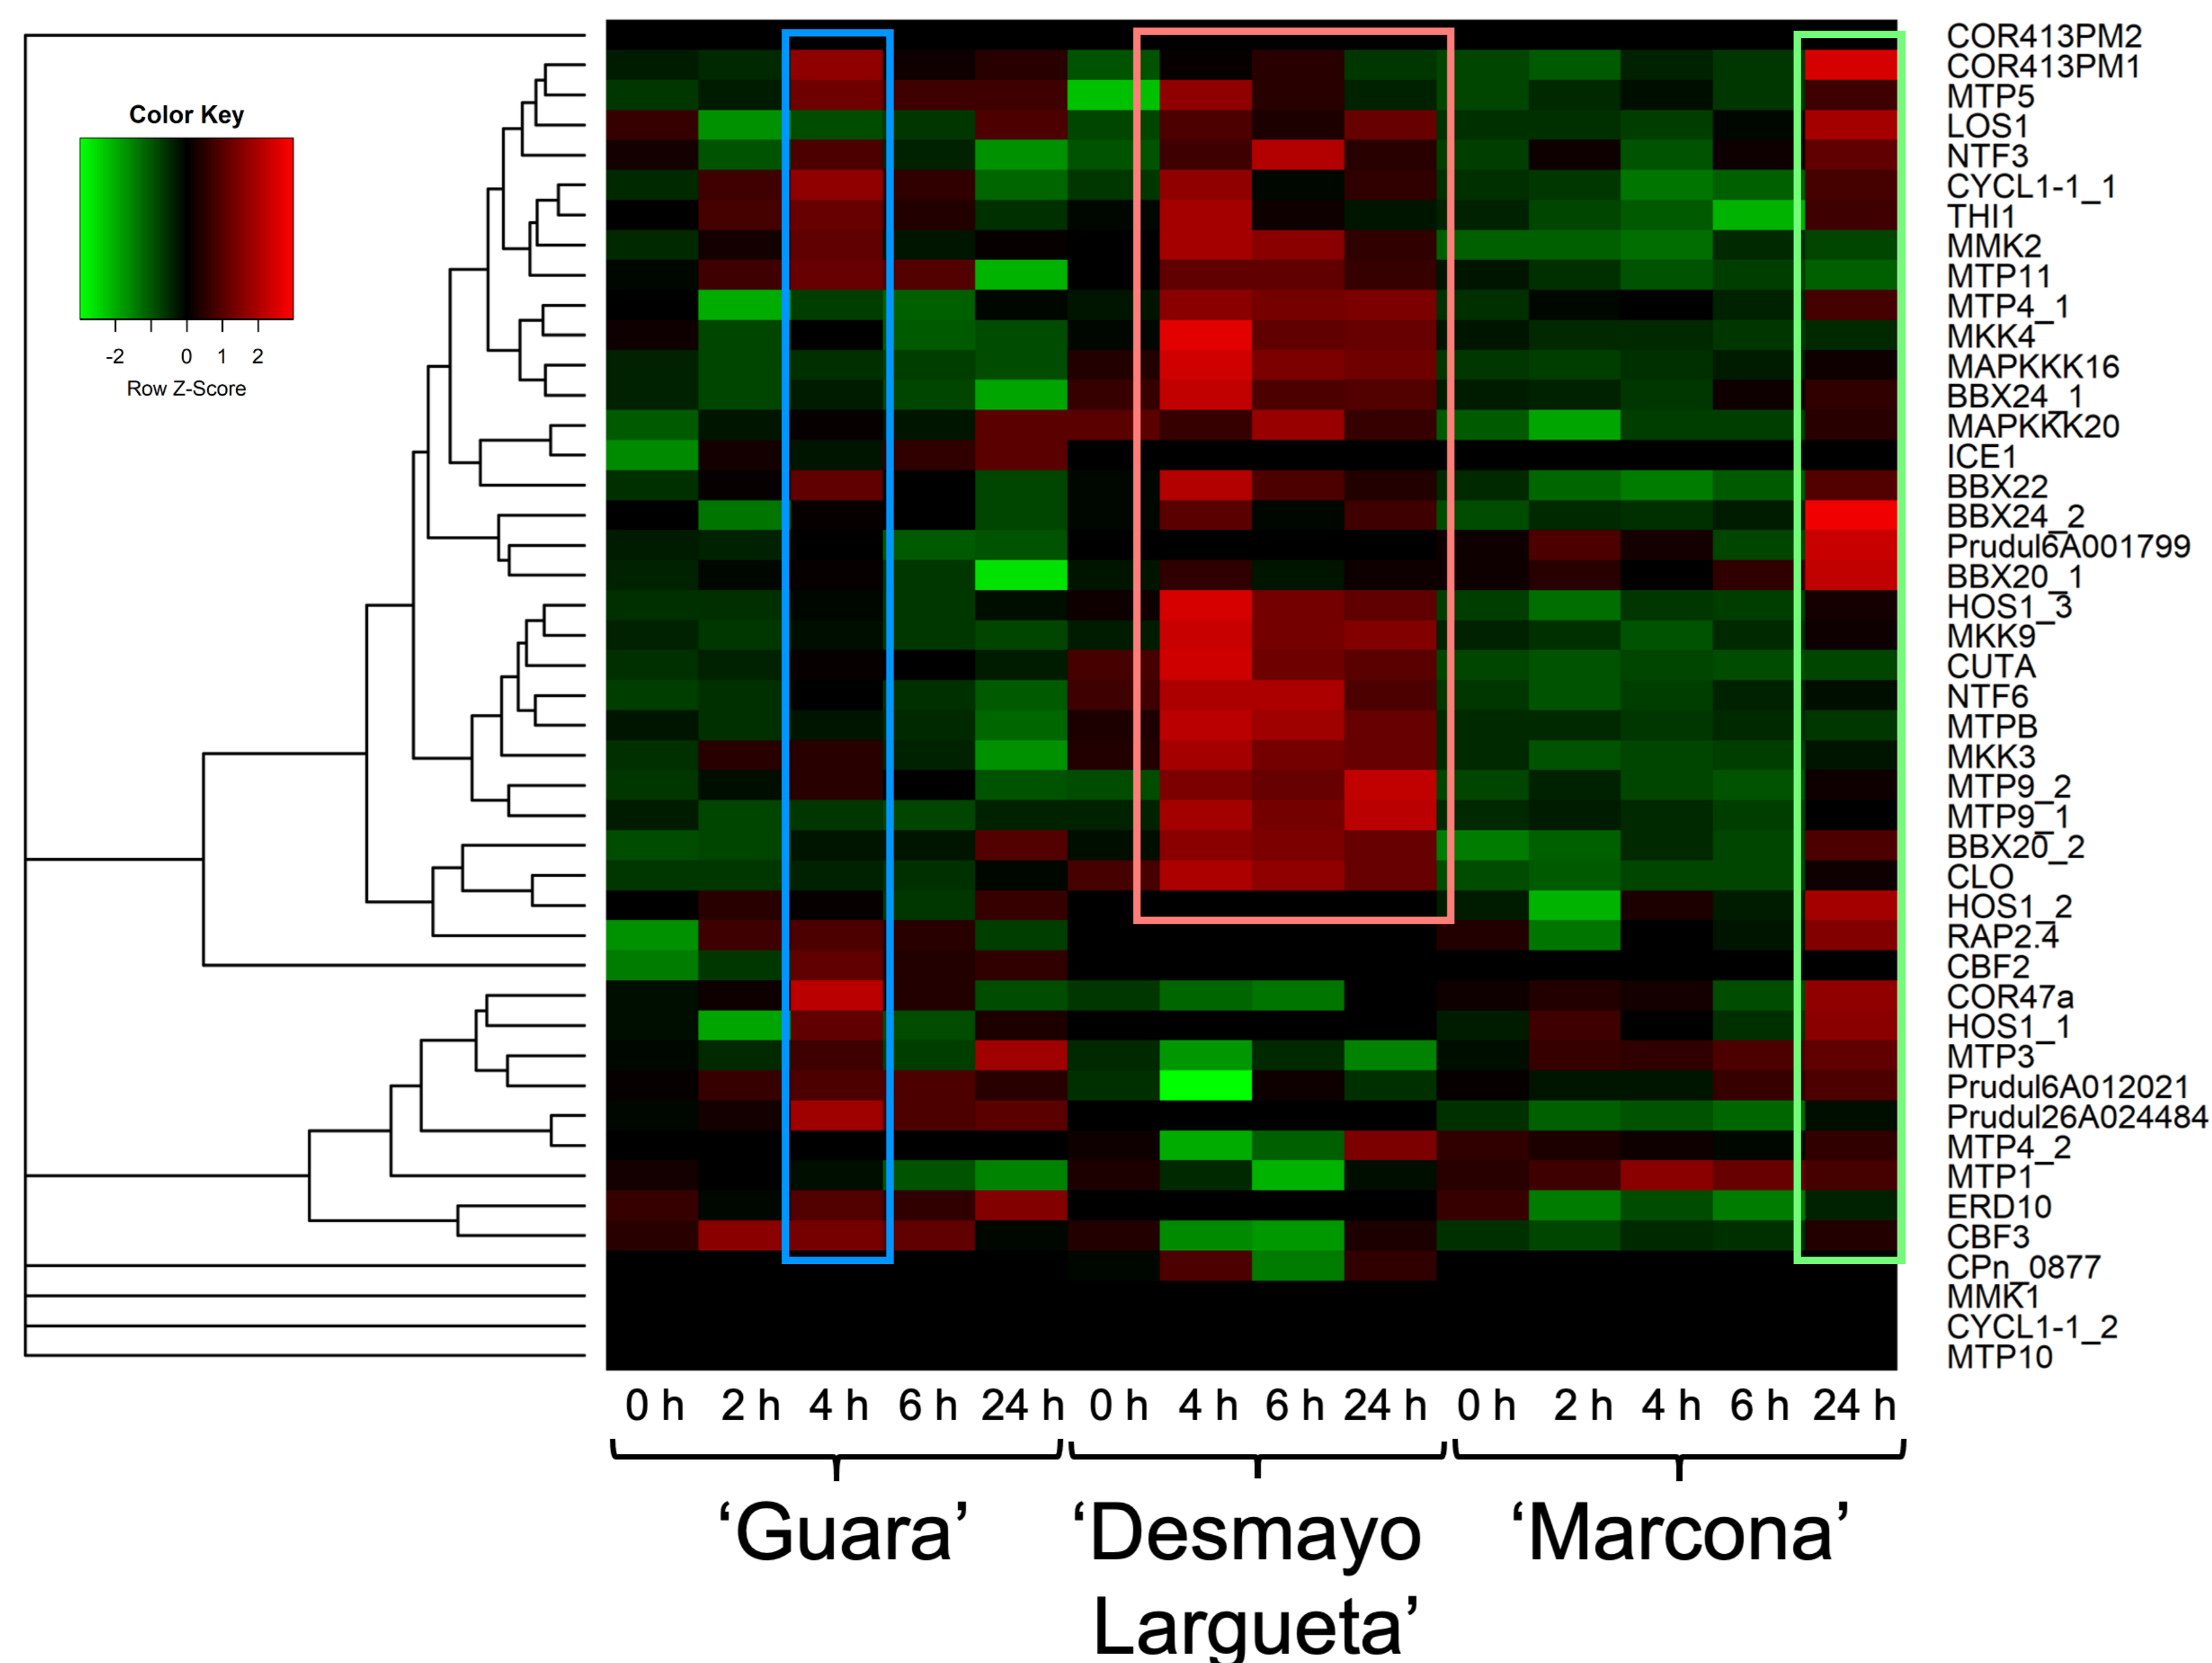 Color Key
-2 0 1 2
Row Z-Score
COR413PM2
COR413PM1
MTP5
LOS1
NTF3
CYCL1-1_1
THI1
MMK2
MTP11
MTP4_1
MKK4
MAPKKK16
BBX24_1
MAPKKK20
ICE1
BBX22
BBX24_2
Prudul6A001799
BBX20_1
HOS1_3
MKK9
CUTA
NTF6
MTPB
MKK3
MTP9_2
MTP9_1
BBX20_2
CLO
HOS1_2
RAP2.4
CBF2
COR47a
HOS1_1
MTP3
Prudul6A012021
Prudul26A024484
MTP4_2
MTP1
ERD10
CBF3
CPn_0877
MMK1
CYCL1-1_2
MTP10
0 h 2 h 4 h 6 h 24 h 0 h 4 h 6 h 24 h 0 h 2 h 4 h 6 h 24 h
‘Guara’ ‘Desmayo ‘Marcona’
Largueta’